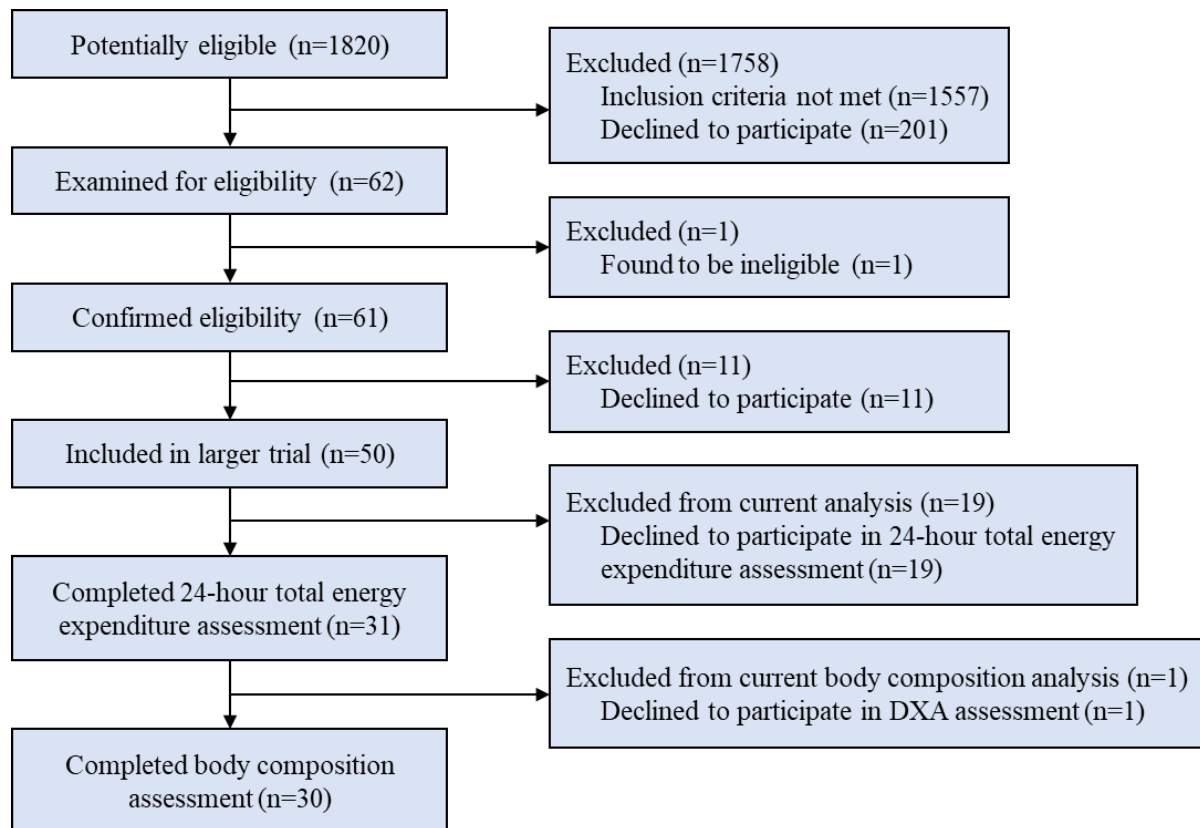 Potentially eligible (n=1820)
Excluded (n=1758)
Inclusion criteria not met (n=1557)
Declined to participate (n=201)
Examined for eligibility (n=62)
Excluded (n=1)
Found to be ineligible (n=1)
Confirmed eligibility (n=61)
Excluded (n=11)
Declined to participate (n=11)
Included in larger trial (n=50)
Excluded from current analysis (n=19)
Declined to participate in 24-hour total energy
expenditure assessment (n=19)
Completed 24-hour total energy
expenditure assessment (n=31)
Excluded from current body composition analysis (n=1)
Declined to participate in DXA assessment (n=1)
Completed body composition
assessment (n=30)